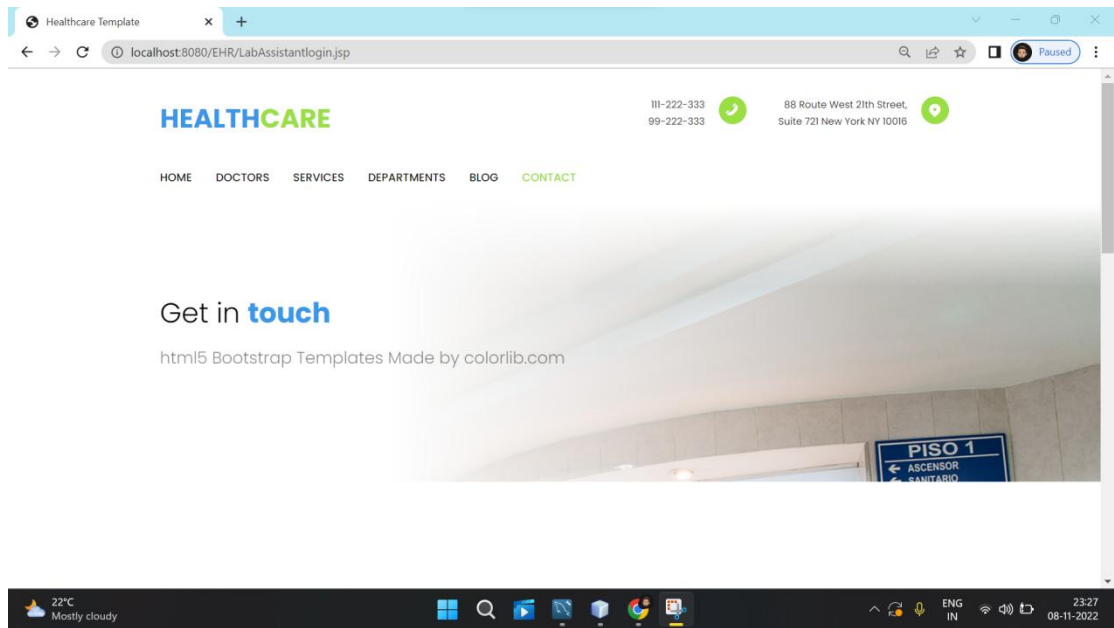 Healthcare Template
localhost:8080/EHR/LabAssistantlogin.jsp
Paused
HEALTHCARE
111-222-333
99-222-333
88 Route West 21th Street,
Suite 721 New York NY 10016
HOME DOCTORS SERVICES DEPARTMENTS BLOG CONTACT
Get in touch
html5 Bootstrap Templates Made by colorlib.com
PISO 1
← ASCENSOR
← SANITARIO
22°C
Mostly cloudy
ENG
IN
23:27
08-11-2022